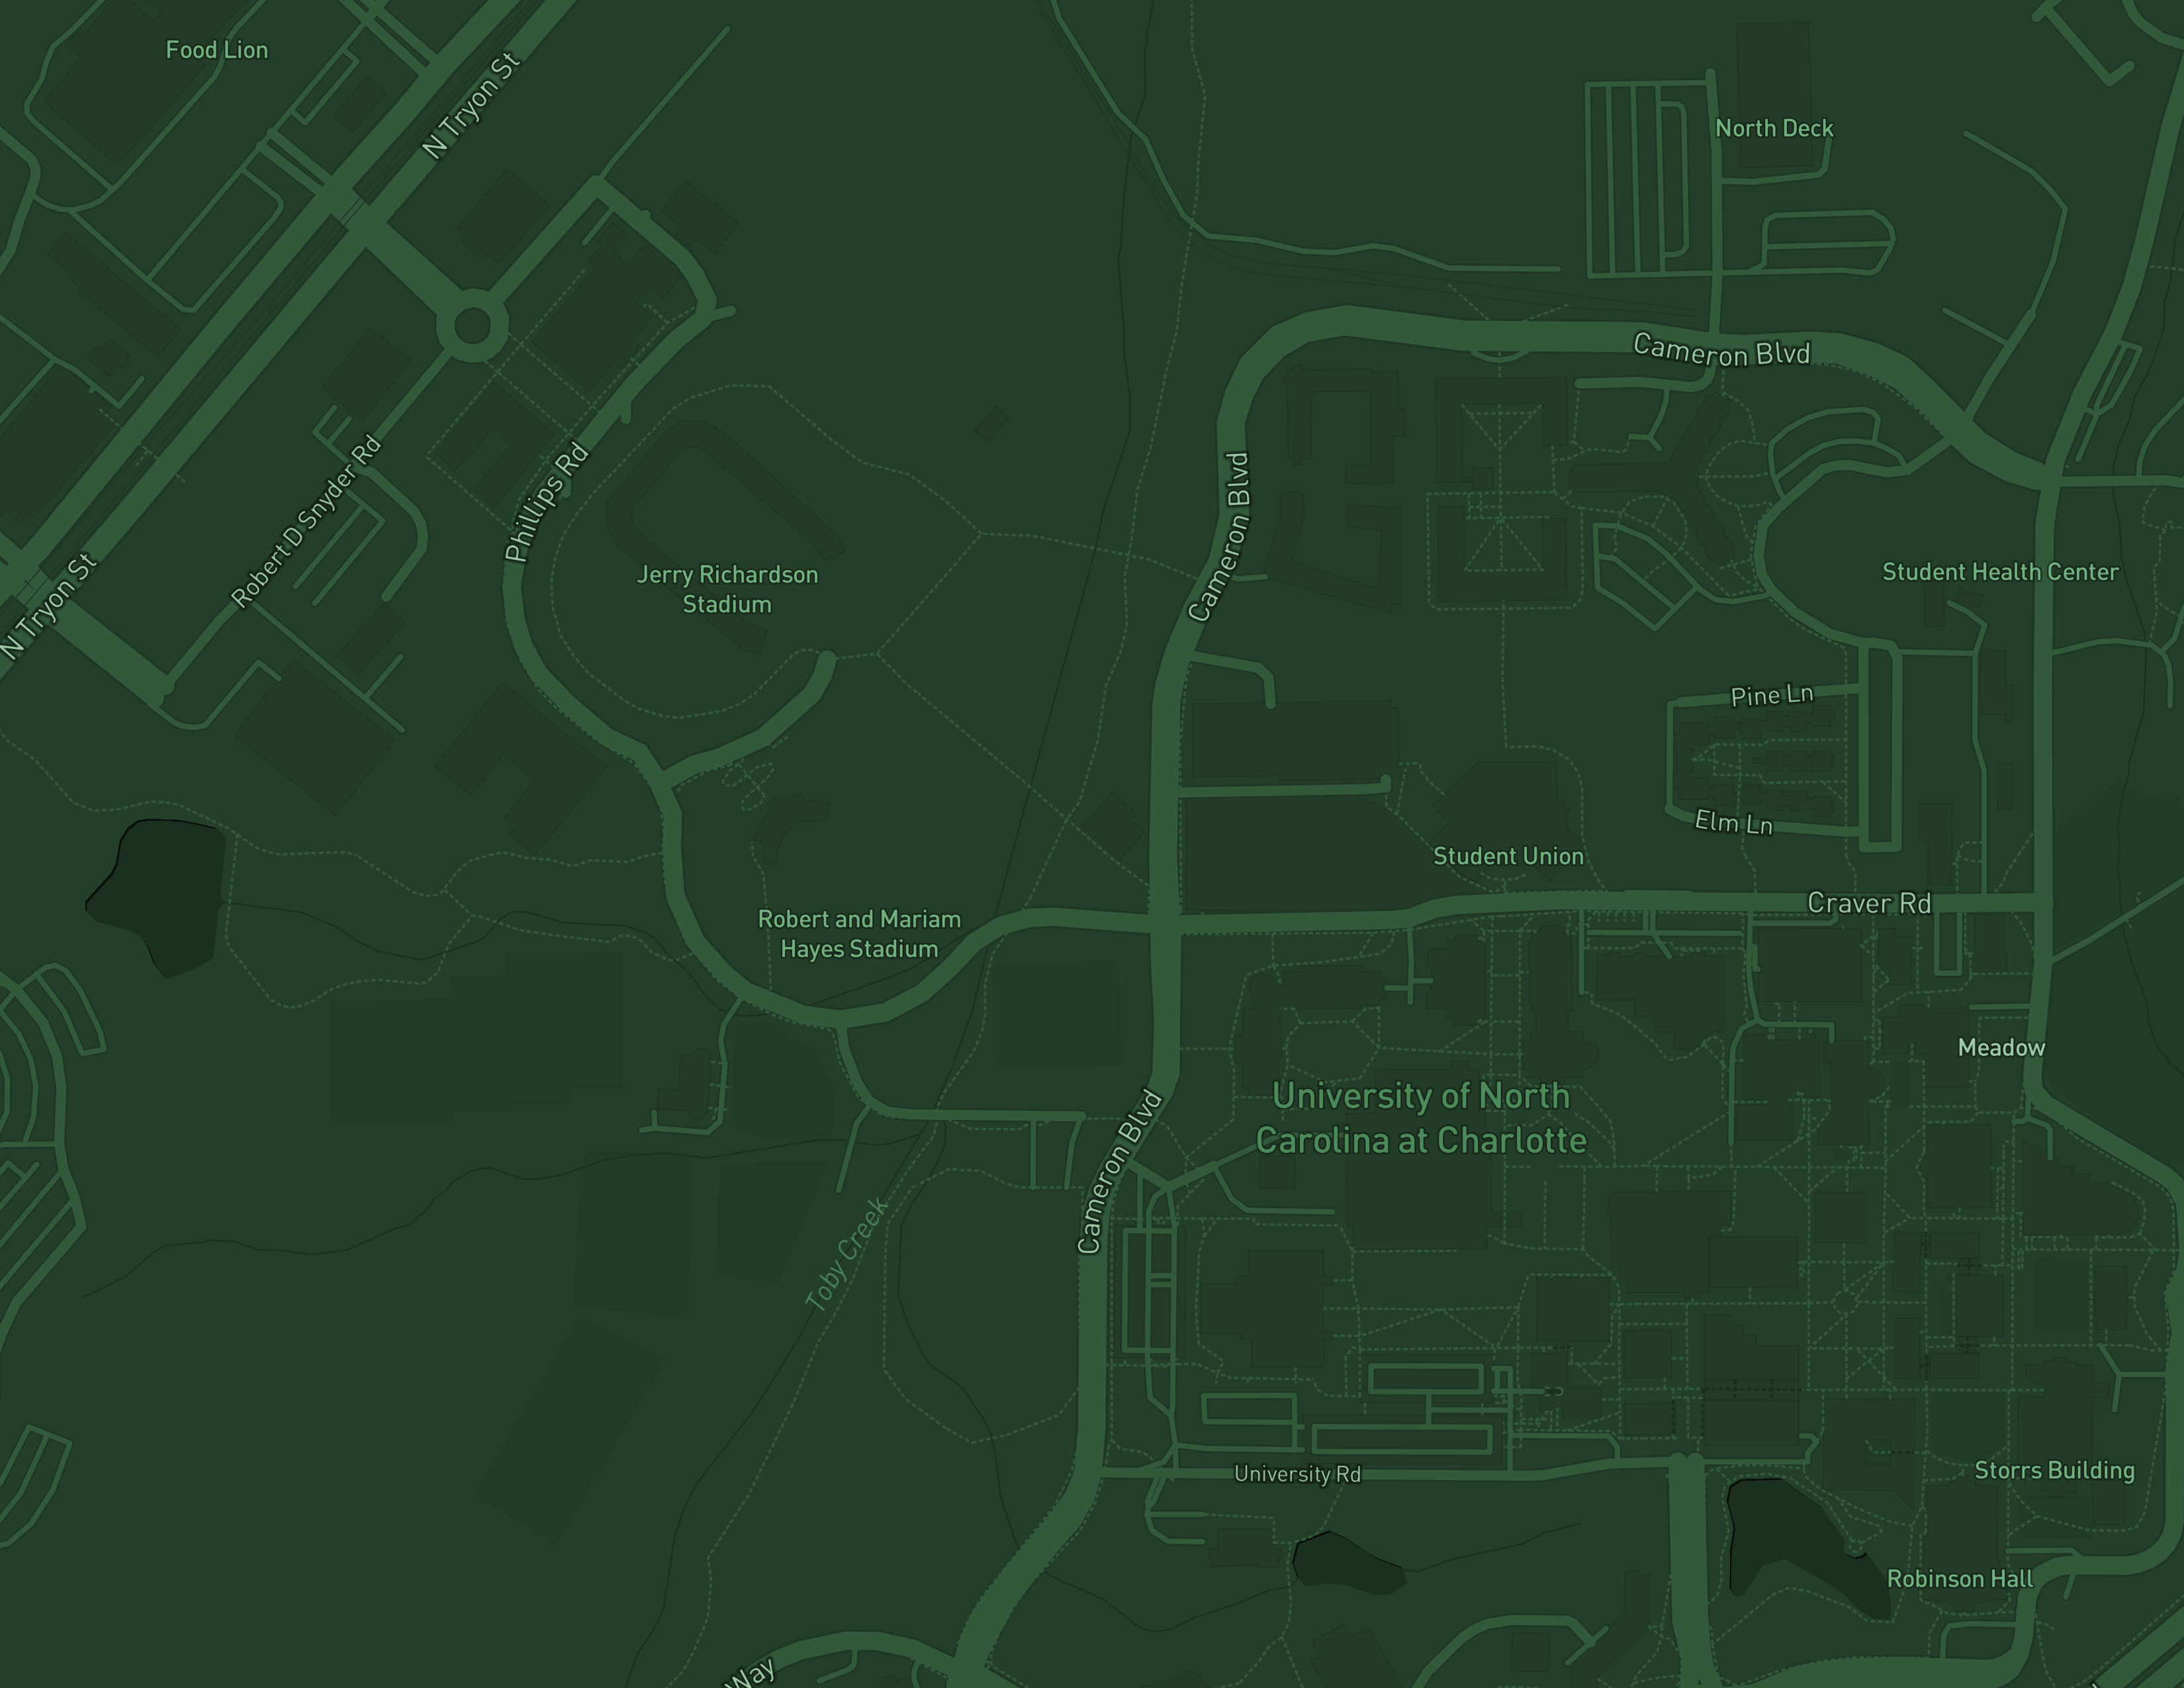 Food Lion
N Tryon St
North Deck
Cameron Blvd
Robert D Snyder Rd
Phillips Rd
Cameron Blvd
Cameron Blvd
N Tryon St
Jerry Richardson
Stadium
Student Health Center
Pine Ln
Elm Ln
Student Union
Craver Rd
Robert and Mariam
Hayes Stadium
Meadow
University of North
Carolina at Charlotte
Cameron Blvd
Toby Creek
University Rd
Storrs Building
Robinson Hall
Way